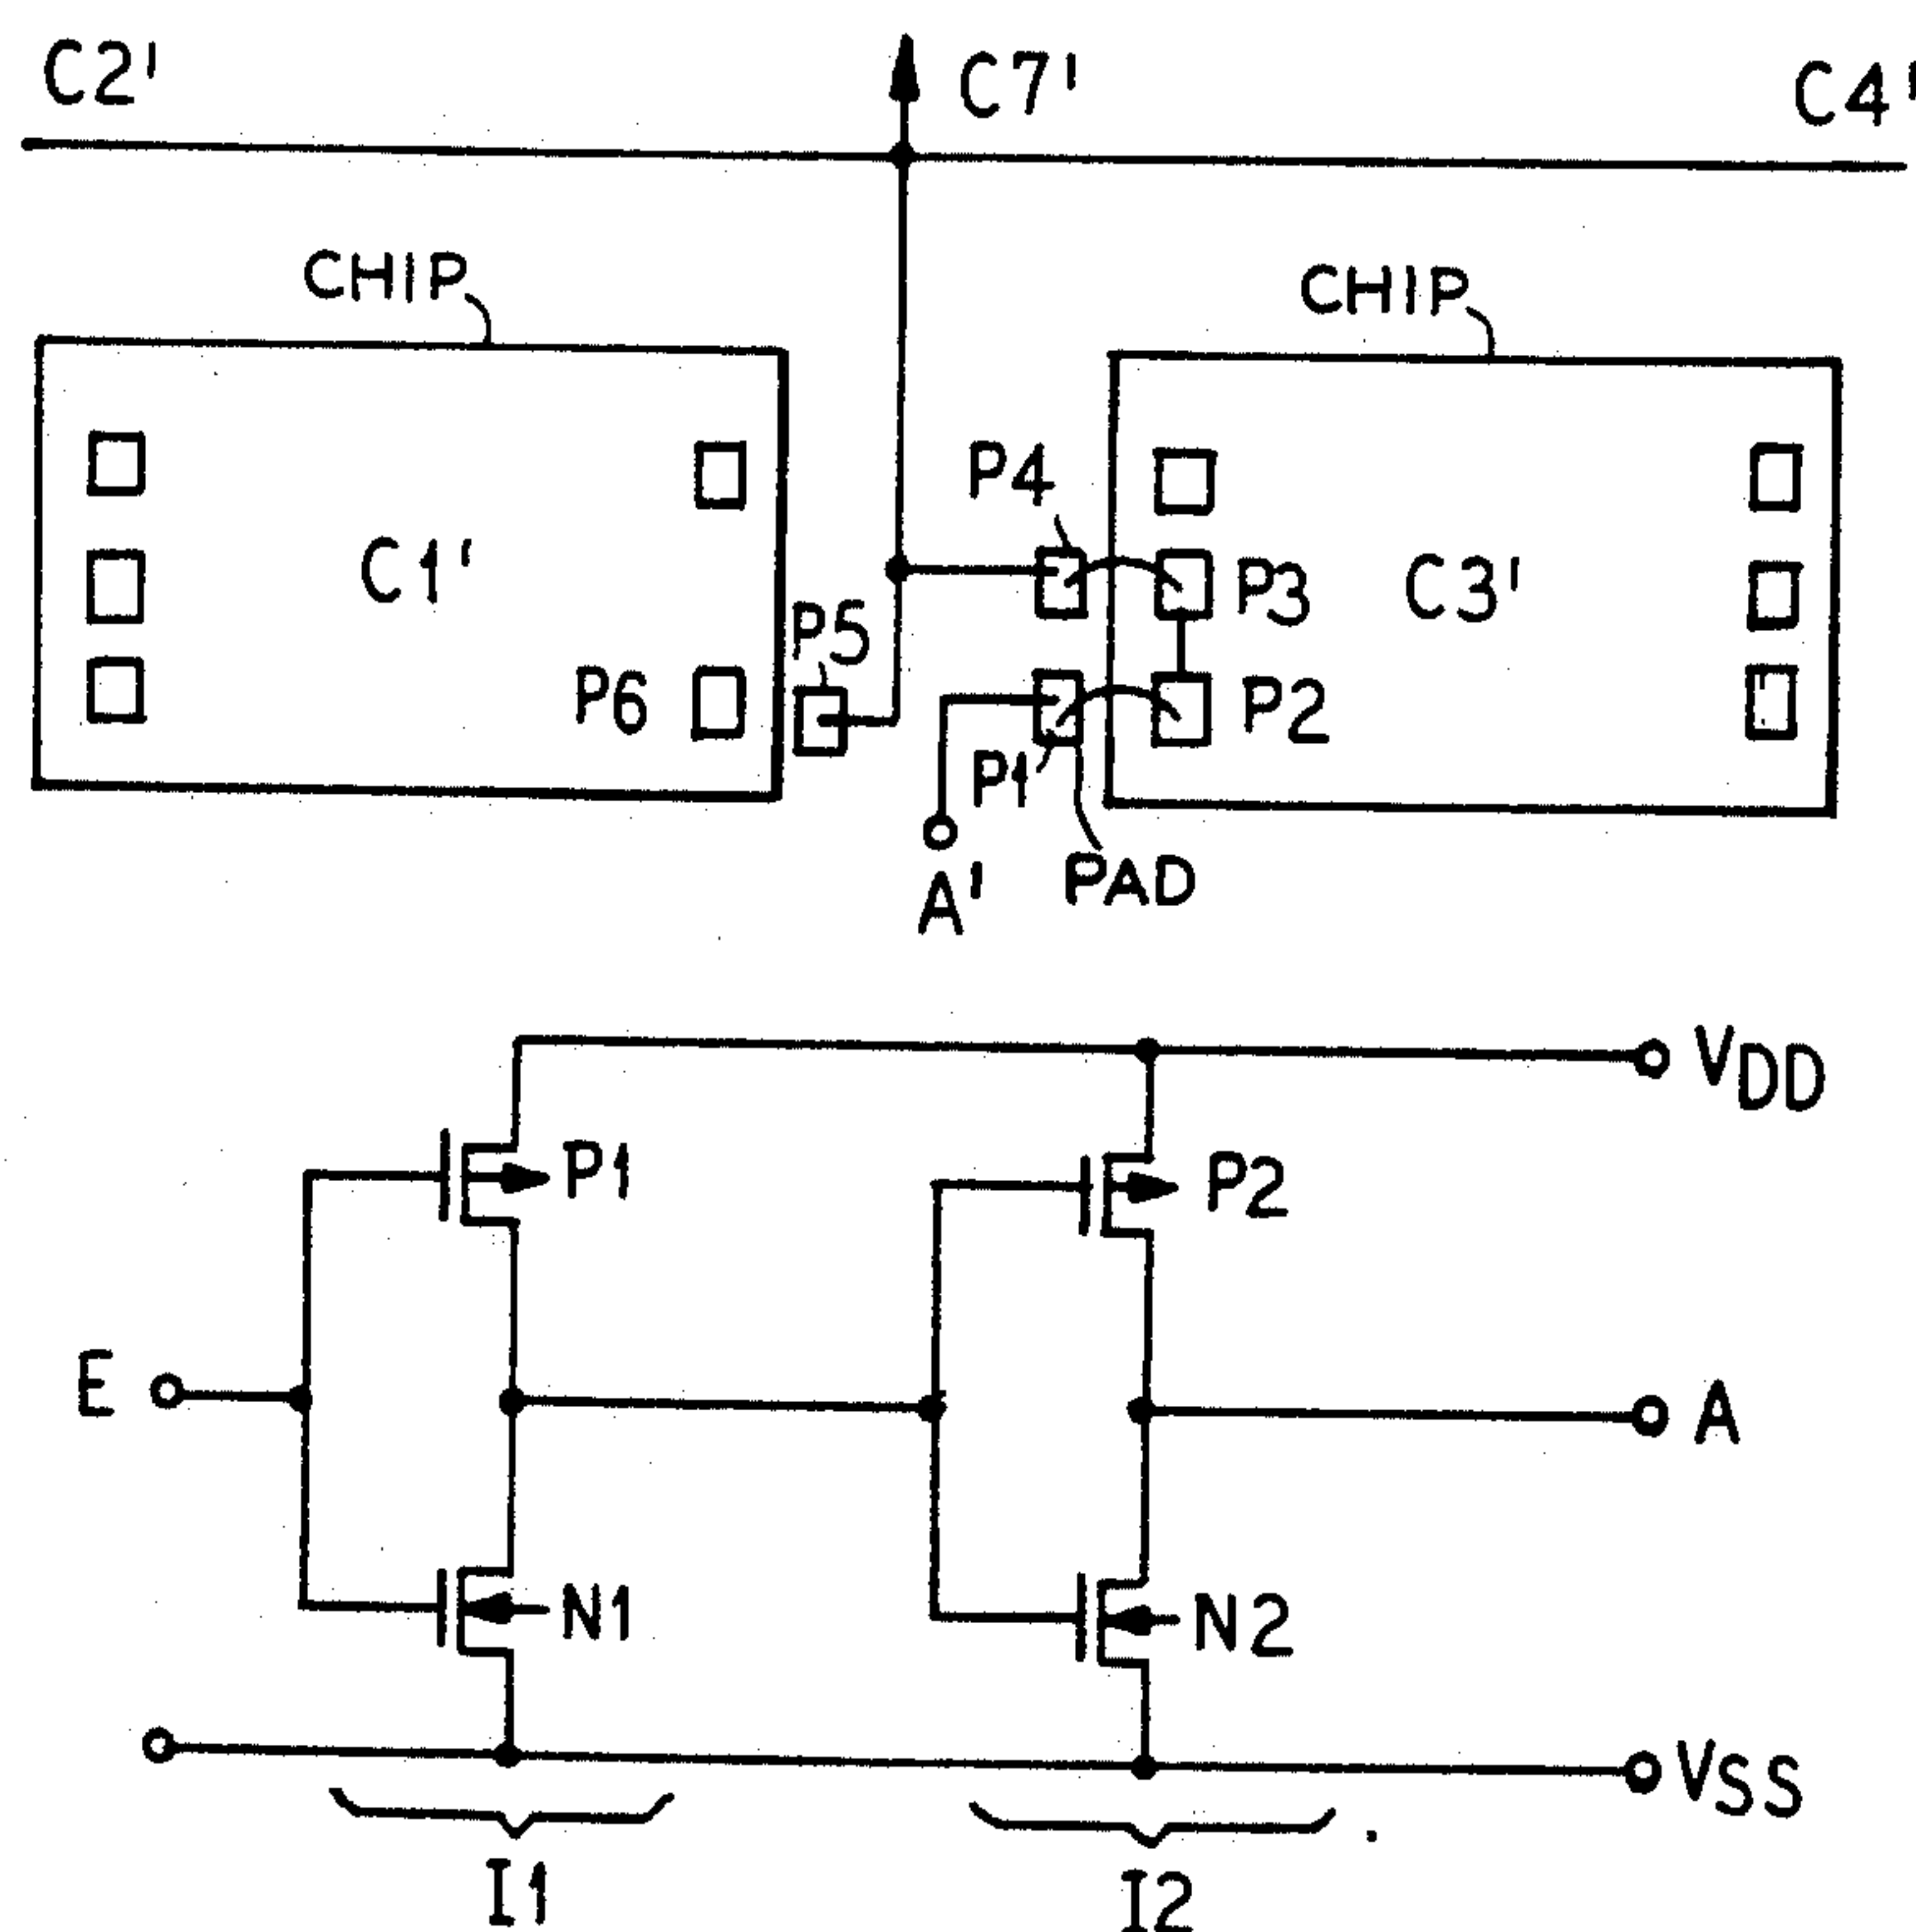 C2' C7' C4'
CHIP CHIP
P4
C1' P3 C3'
P5
P6 P2
P1
A' PAD
VDD
P1 P2
E A
N1 N2
VSS
I1 I2